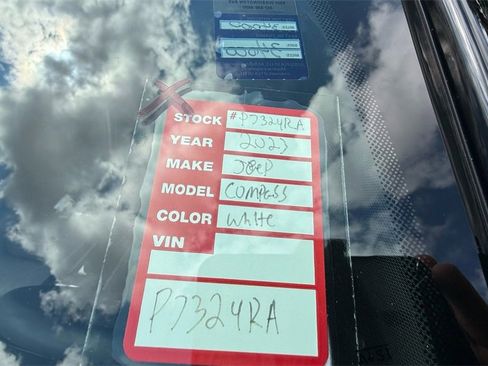 STOCK #P7324RA
YEAR 2023
MAKE JEEP
MODEL COMPASS
COLOR White
VIN
P7324RA